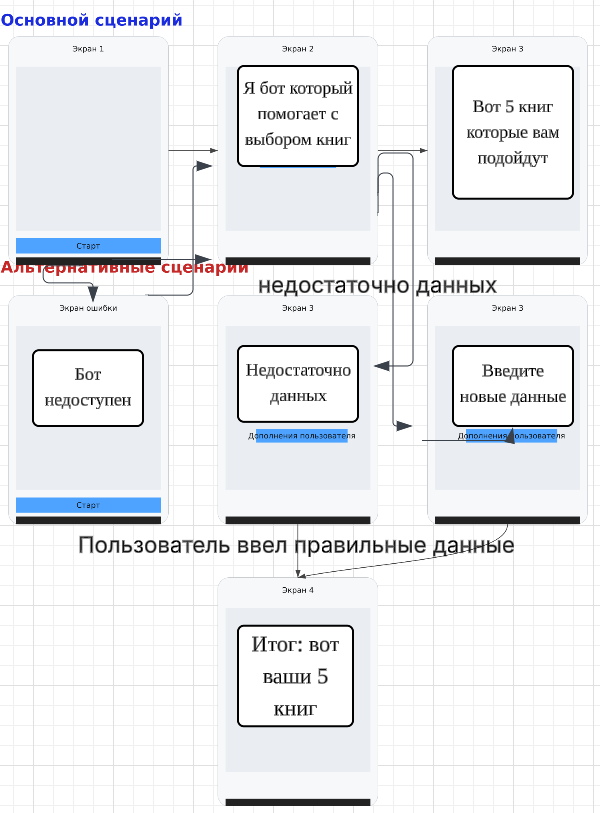 Основной сценарий
Экран 1
Экран 2
Экран 3
Я бот который
помогает с
выбором книг
Вот 5 книг
которые вам
подойдут
Старт
Альтернативные сценарии
недостаточно данных
Экран ошибки
Экран 3
Экран 3
Бот
недоступен
Недостаточно
данных
Введите
новые данные
Дополнения пользователя
Дополнения пользователя
Старт
Пользователь ввел правильные данные
Экран 4
Итог: вот
ваши 5
книг